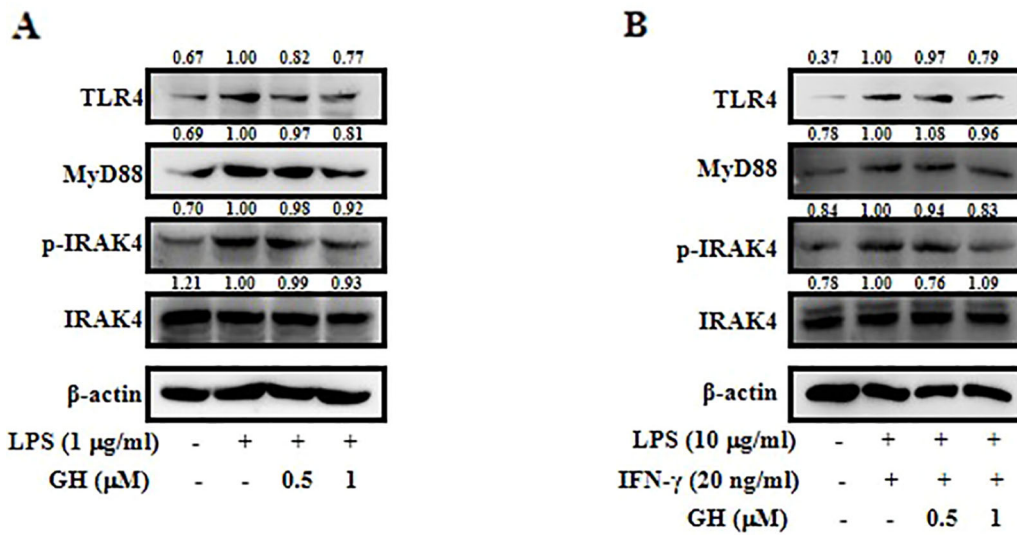 A
0.67 1.00 0.82 0.77
TLR4
0.69 1.00 0.97 0.81
MyD88
0.70 1.00 0.98 0.92
p-IRAK4
1.21 1.00 0.99 0.93
IRAK4
β-actin
LPS (1 μg/ml) - + + +
GH (μM) - - 0.5 1
B
0.37 1.00 0.97 0.79
TLR4
0.78 1.00 1.08 0.96
MyD88
0.84 1.00 0.94 0.83
p-IRAK4
0.78 1.00 0.76 1.09
IRAK4
β-actin
LPS (10 μg/ml) - + + +
IFN-γ (20 ng/ml) - + + +
GH (μM) - - 0.5 1